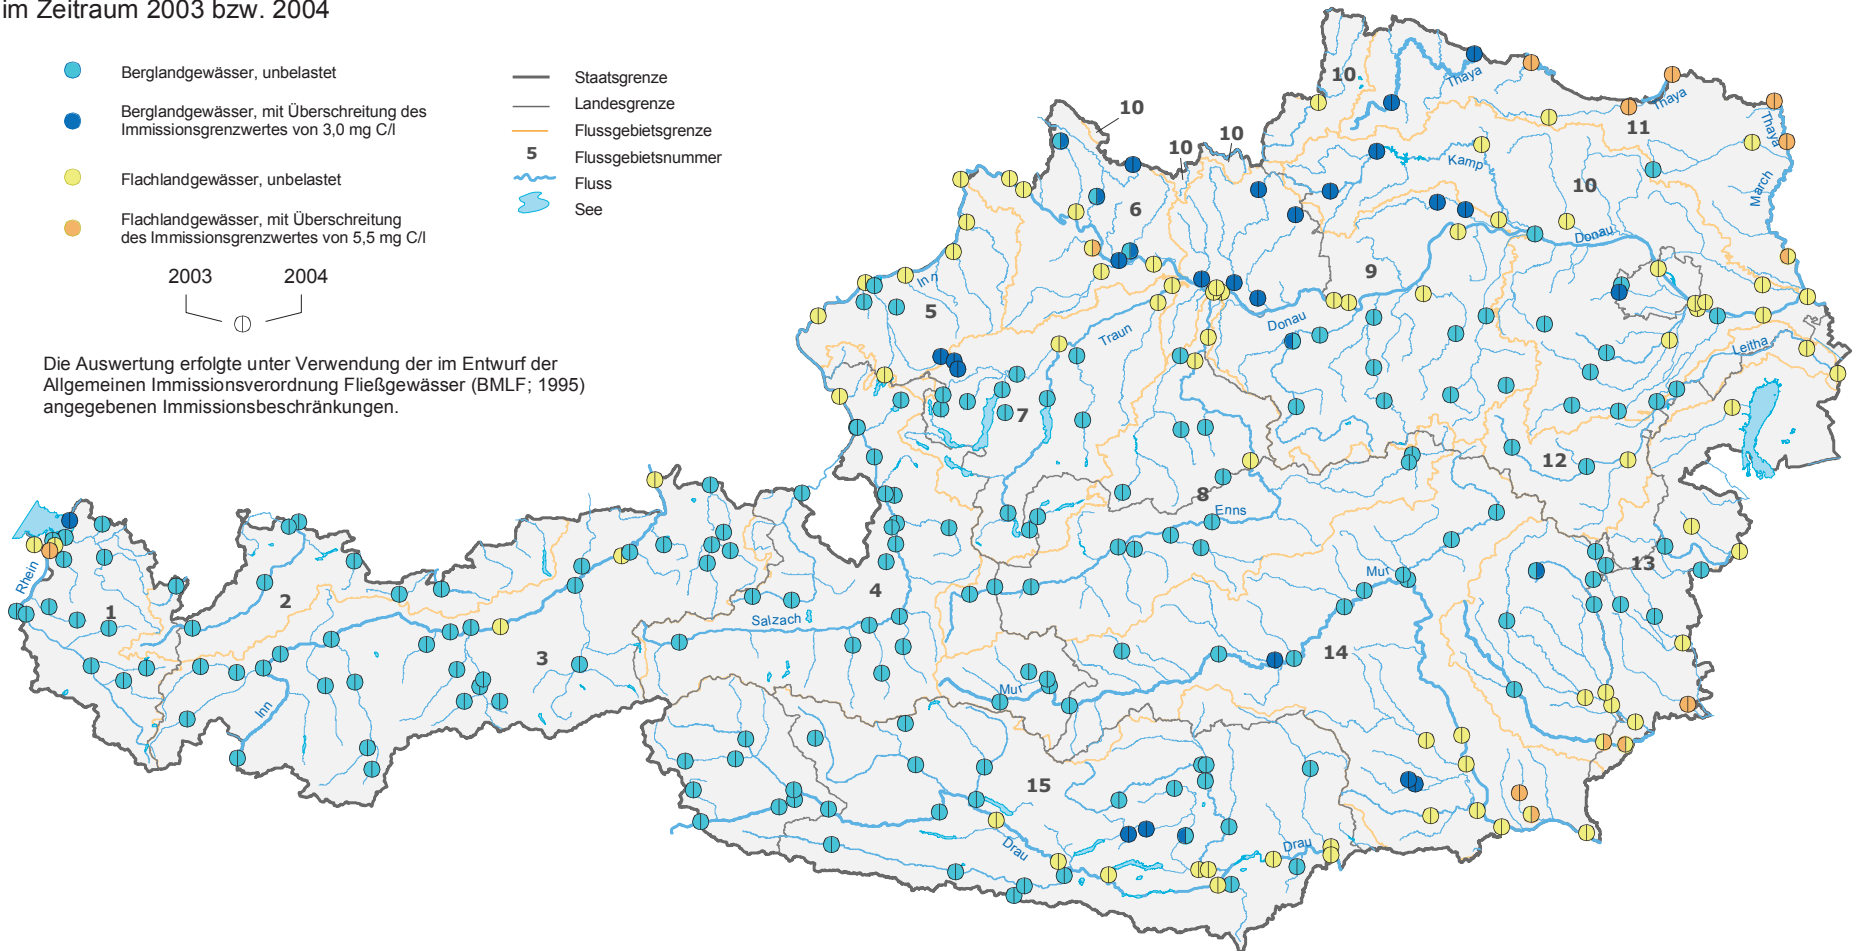 im Zeitraum 2003 bzw. 2004
Berglandgewässer, unbelastet
Berglandgewässer, mit Überschreitung des
Immissionsgrenzwertes von 3,0 mg C/l
Flachlandgewässer, unbelastet
Flachlandgewässer, mit Überschreitung
des Immissionsgrenzwertes von 5,5 mg C/l
2003
2004
Staatsgrenze
Landesgrenze
Flussgebietsgrenze
5 Flussgebietsnummer
Fluss
See
Die Auswertung erfolgte unter Verwendung der im Entwurf der
Allgemeinen Immissionsverordnung Fließgewässer (BMLF; 1995)
angegebenen Immissionsbeschränkungen.
10
Thaya
10
Thaya
11
Thaya
10
10
Kamp
10
March
6
Donau
9
Inn
5
Donau
Traun
Leitha
7
12
8
Enns
13
Rhein
1
2
Mur
4
Salzach
3
14
Mur
Inn
15
Drau
Drau